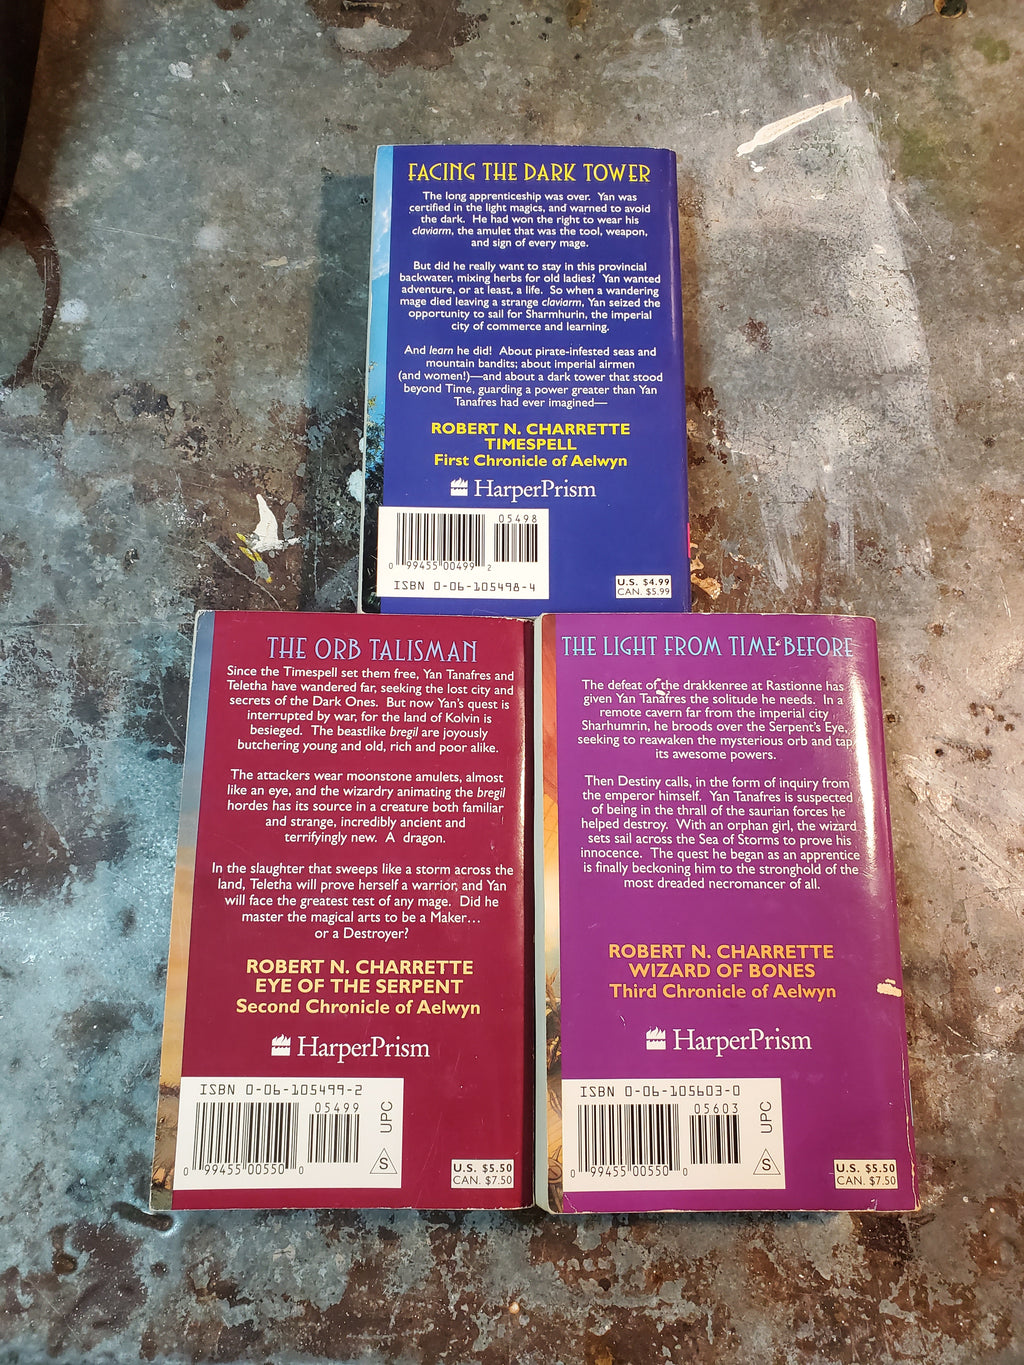 FACING THE DARK TOWER
The long apprenticeship was over. Yan was
certified in the light magics, and warned to avoid
the dark. He had won the right to wear his
claviarm, the amulet that was the tool, weapon,
and sign of every mage.
But did he really want to stay in this provincial
backwater, mixing herbs for old ladies? Yan wanted
adventure, or at least, a life. So when a wandering
mage died leaving a strange claviarm, Yan seized the
opportunity to sail for Sharmhurin, the imperial
city of commerce and learning.
And learn he did! About pirate-infested seas and
mountain bandits; about imperial airmen
(and women!)—and about a dark tower that stood
beyond Time, guarding a power greater than Yan
Tanafres had ever imagined—
ROBERT N. CHARRETTE
TIMESPELL
First Chronicle of Aelwyn
HarperPrism
05498
0 99455 00499 2
ISBN 0-06-105498-4
U.S. $4.99
CAN. $5.99
THE ORB TALISMAN
Since the Timespell set them free, Yan Tanafres and
Teletha have wandered far, seeking the lost city and
secrets of the Dark Ones. But now Yan's quest is
interrupted by war, for the land of Kolvin is
besieged. The beastlike bregil are joyously
butchering young and old, rich and poor alike.
The attackers wear moonstone amulets, almost
like an eye, and the wizardry animating the bregil
hordes has its source in a creature both familiar
and strange, incredibly ancient and
terrifyingly new. A dragon.
In the slaughter that sweeps like a storm across the
land, Teletha will prove herself a warrior, and Yan
will face the greatest test of any mage. Did he
master the magical arts to be a Maker...
or a Destroyer?
ROBERT N. CHARRETTE
EYE OF THE SERPENT
Second Chronicle of Aelwyn
HarperPrism
ISBN 0-06-105499-2
05499
0 99455 00550 0
UPC
S
U.S. $5.50
CAN. $7.50
THE LIGHT FROM TIME BEFORE
The defeat of the drakkenree at Rastionne has
given Yan Tanafres the solitude he needs. In a
remote cavern far from the imperial city
Sharhumrin, he broods over the Serpent's Eye,
seeking to reawaken the mysterious orb and tap
its awesome powers.
Then Destiny calls, in the form of inquiry from
the emperor himself. Yan Tanafres is suspected
of being in the thrall of the saurian forces he
helped destroy. With an orphan girl, the wizard
sets sail across the Sea of Storms to prove his
innocence. The quest he began as an apprentice
is finally beckoning him to the stronghold of the
most dreaded necromancer of all.
ROBERT N. CHARRETTE
WIZARD OF BONES
Third Chronicle of Aelwyn
HarperPrism
ISBN 0-06-105603-0
05603
0 99455 00550 0
UPC
S
U.S. $5.50
CAN. $7.50